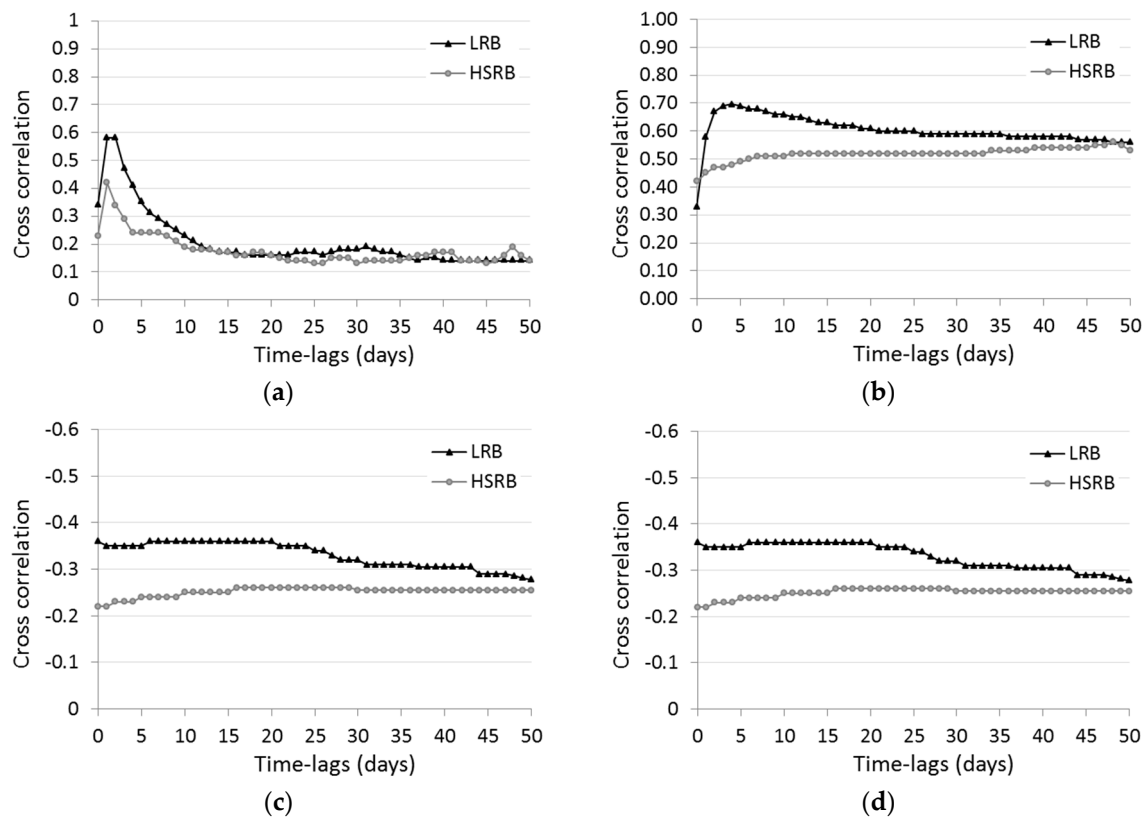 1
0.9
0.8
0.7
0.6
0.5
0.4
0.3
0.2
0.1
0
Cross correlation
LRB
HSRB
0 5 10 15 20 25 30 35 40 45 50
Time-lags (days)
(a)
1.00
0.90
0.80
0.70
0.60
0.50
0.40
0.30
0.20
0.10
0.00
Cross correlation
LRB
HSRB
0 5 10 15 20 25 30 35 40 45 50
Time-lags (days)
(b)
-0.6
-0.5
-0.4
-0.3
-0.2
-0.1
0
Cross correlation
LRB
HSRB
0 5 10 15 20 25 30 35 40 45 50
Time-lags (days)
(c)
-0.6
-0.5
-0.4
-0.3
-0.2
-0.1
0
Cross correlation
LRB
HSRB
0 5 10 15 20 25 30 35 40 45 50
Time-lags (days)
(d)